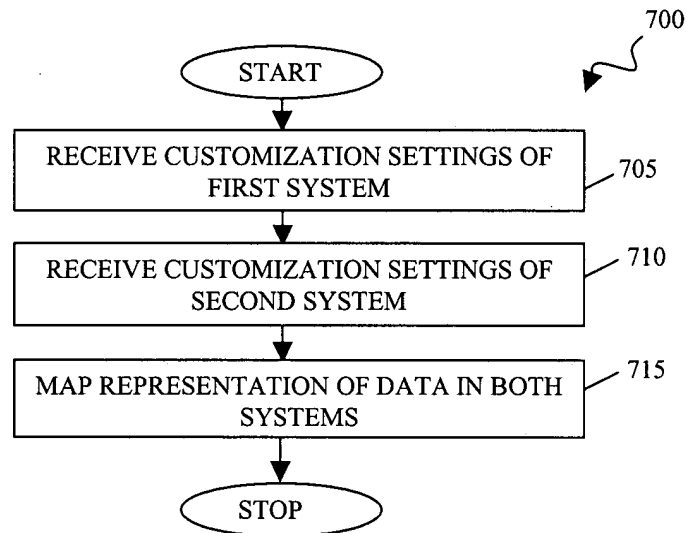 700
START
RECEIVE CUSTOMIZATION SETTINGS OF
FIRST SYSTEM
705
RECEIVE CUSTOMIZATION SETTINGS OF
SECOND SYSTEM
710
MAP REPRESENTATION OF DATA IN BOTH
SYSTEMS
715
STOP